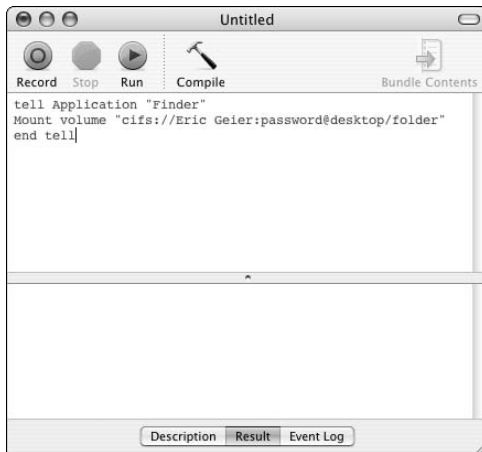 Untitled
Record Stop Run Compile Bundle Contents
tell Application "Finder"
Mount volume "cifs://Eric Geier:password@desktop/folder"
end tell
Description Result Event Log